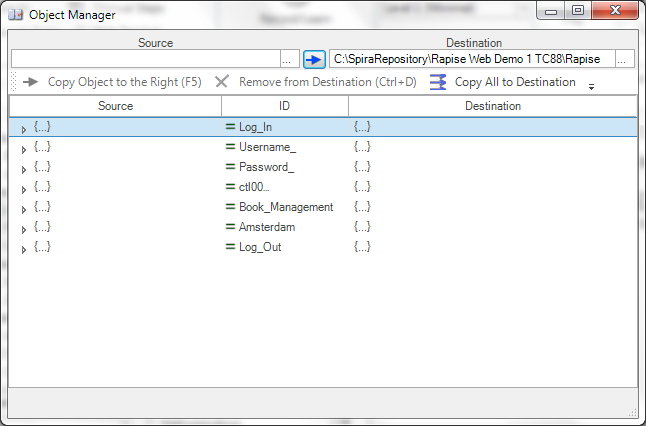 Object Manager
Source Destination
... C:\SpiraRepository\Rapise Web Demo 1 TC88\Rapise ...
Copy Object to the Right (F5) Remove from Destination (Ctrl+D) Copy All to Destination
Source ID Destination
{...} = Log_In {...}
{...} = Username_ {...}
{...} = Password_ {...}
{...} = ctl00... {...}
{...} = Book_Management {...}
{...} = Amsterdam {...}
{...} = Log_Out {...}